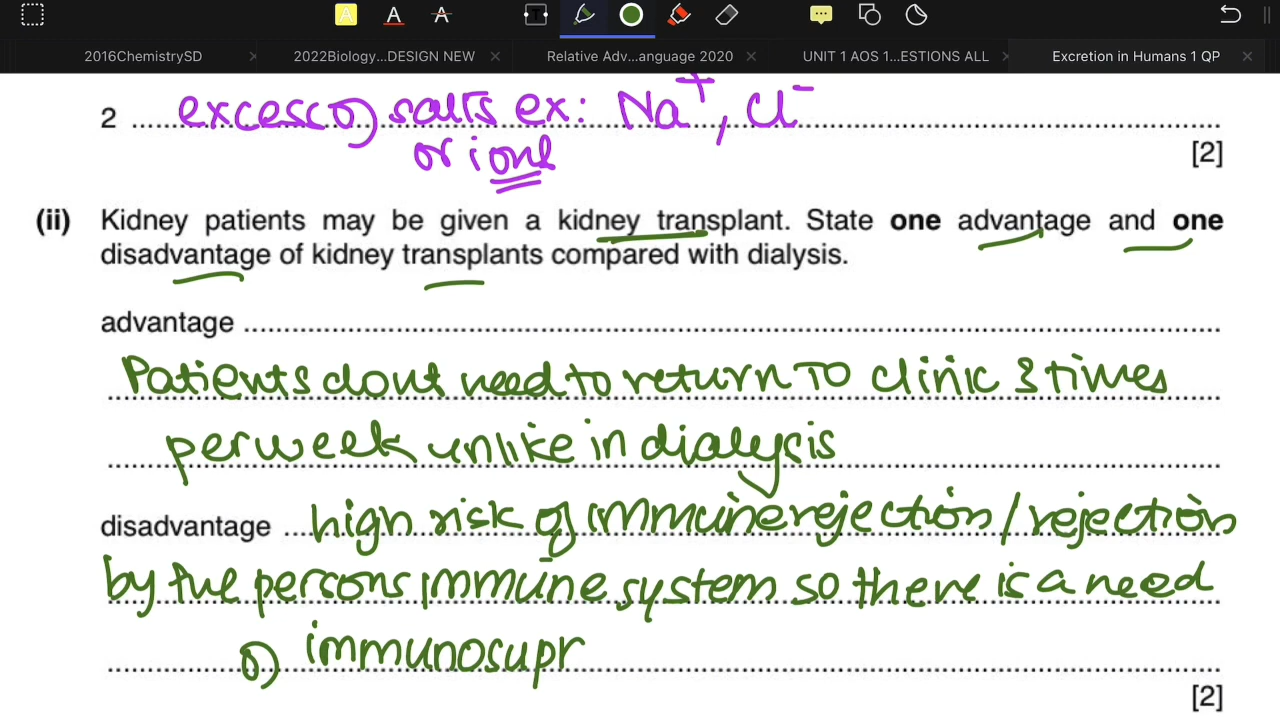 A A A T
2016ChemistrySD × 2022Biology...DESIGN NEW × Relative Adv...anguage 2020 × UNIT 1 AOS 1...ESTIONS ALL × Excretion in Humans 1 QP ×
2 ..... excess of salts ex: Na+, Cl-
or ions
[2]
(ii) Kidney patients may be given a kidney transplant. State one advantage and one
disadvantage of kidney transplants compared with dialysis.
advantage .....
Patients dont need to return to clinic 3 times
per week unlike in dialysis
disadvantage ..... high risk of immune rejection / rejection
by the persons immune system so there is a need
of immunosupr
[2]